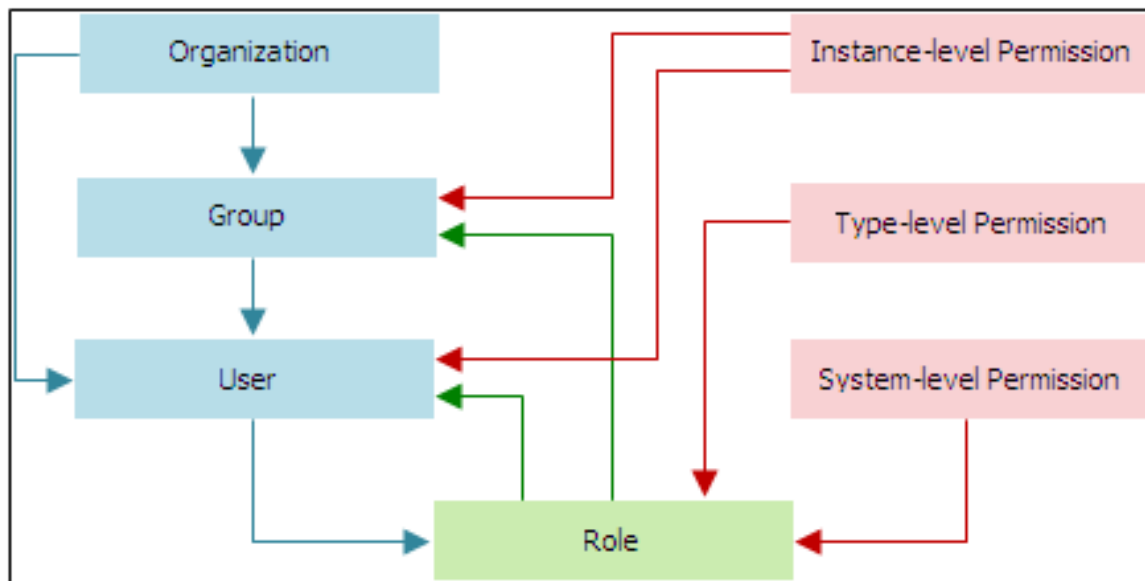 Organization
Instance-level Permission
Group
Type-level Permission
User
System-level Permission
Role